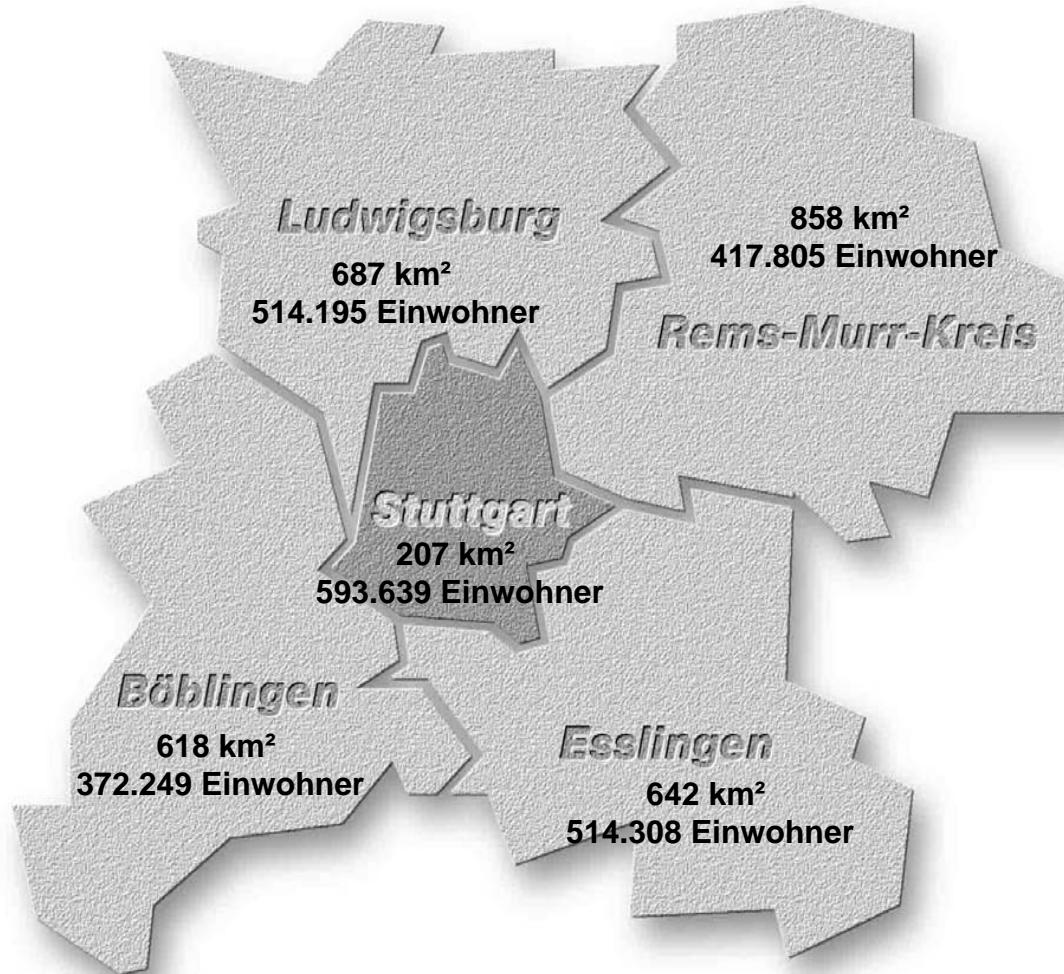 Ludwigsburg
687 km²
514.195 Einwohner
858 km²
417.805 Einwohner
Rems-Murr-Kreis
Stuttgart
207 km²
593.639 Einwohner
Böblingen
618 km²
372.249 Einwohner
Esslingen
642 km²
514.308 Einwohner